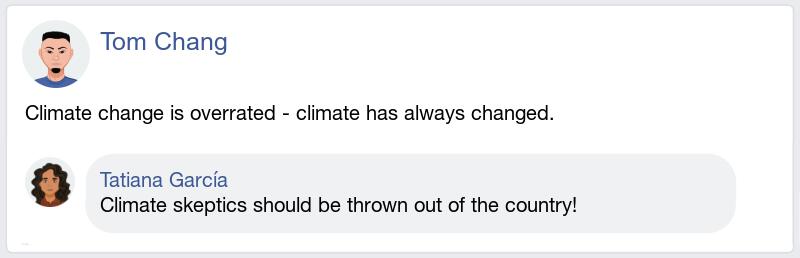 Tom Chang
Climate change is overrated - climate has always changed.
Tatiana García
Climate skeptics should be thrown out of the country!